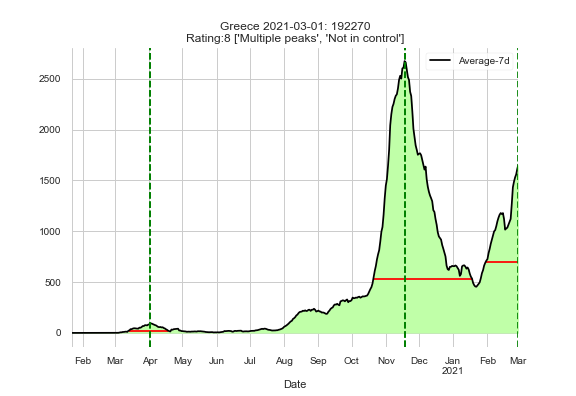 Greece 2021-03-01: 192270
Rating:8 ['Multiple peaks', 'Not in control']
Average-7d
2500
2000
1500
1000
500
0
Feb Mar Apr May Jun Jul Aug Sep Oct Nov Dec Jan Feb Mar
2021
Date